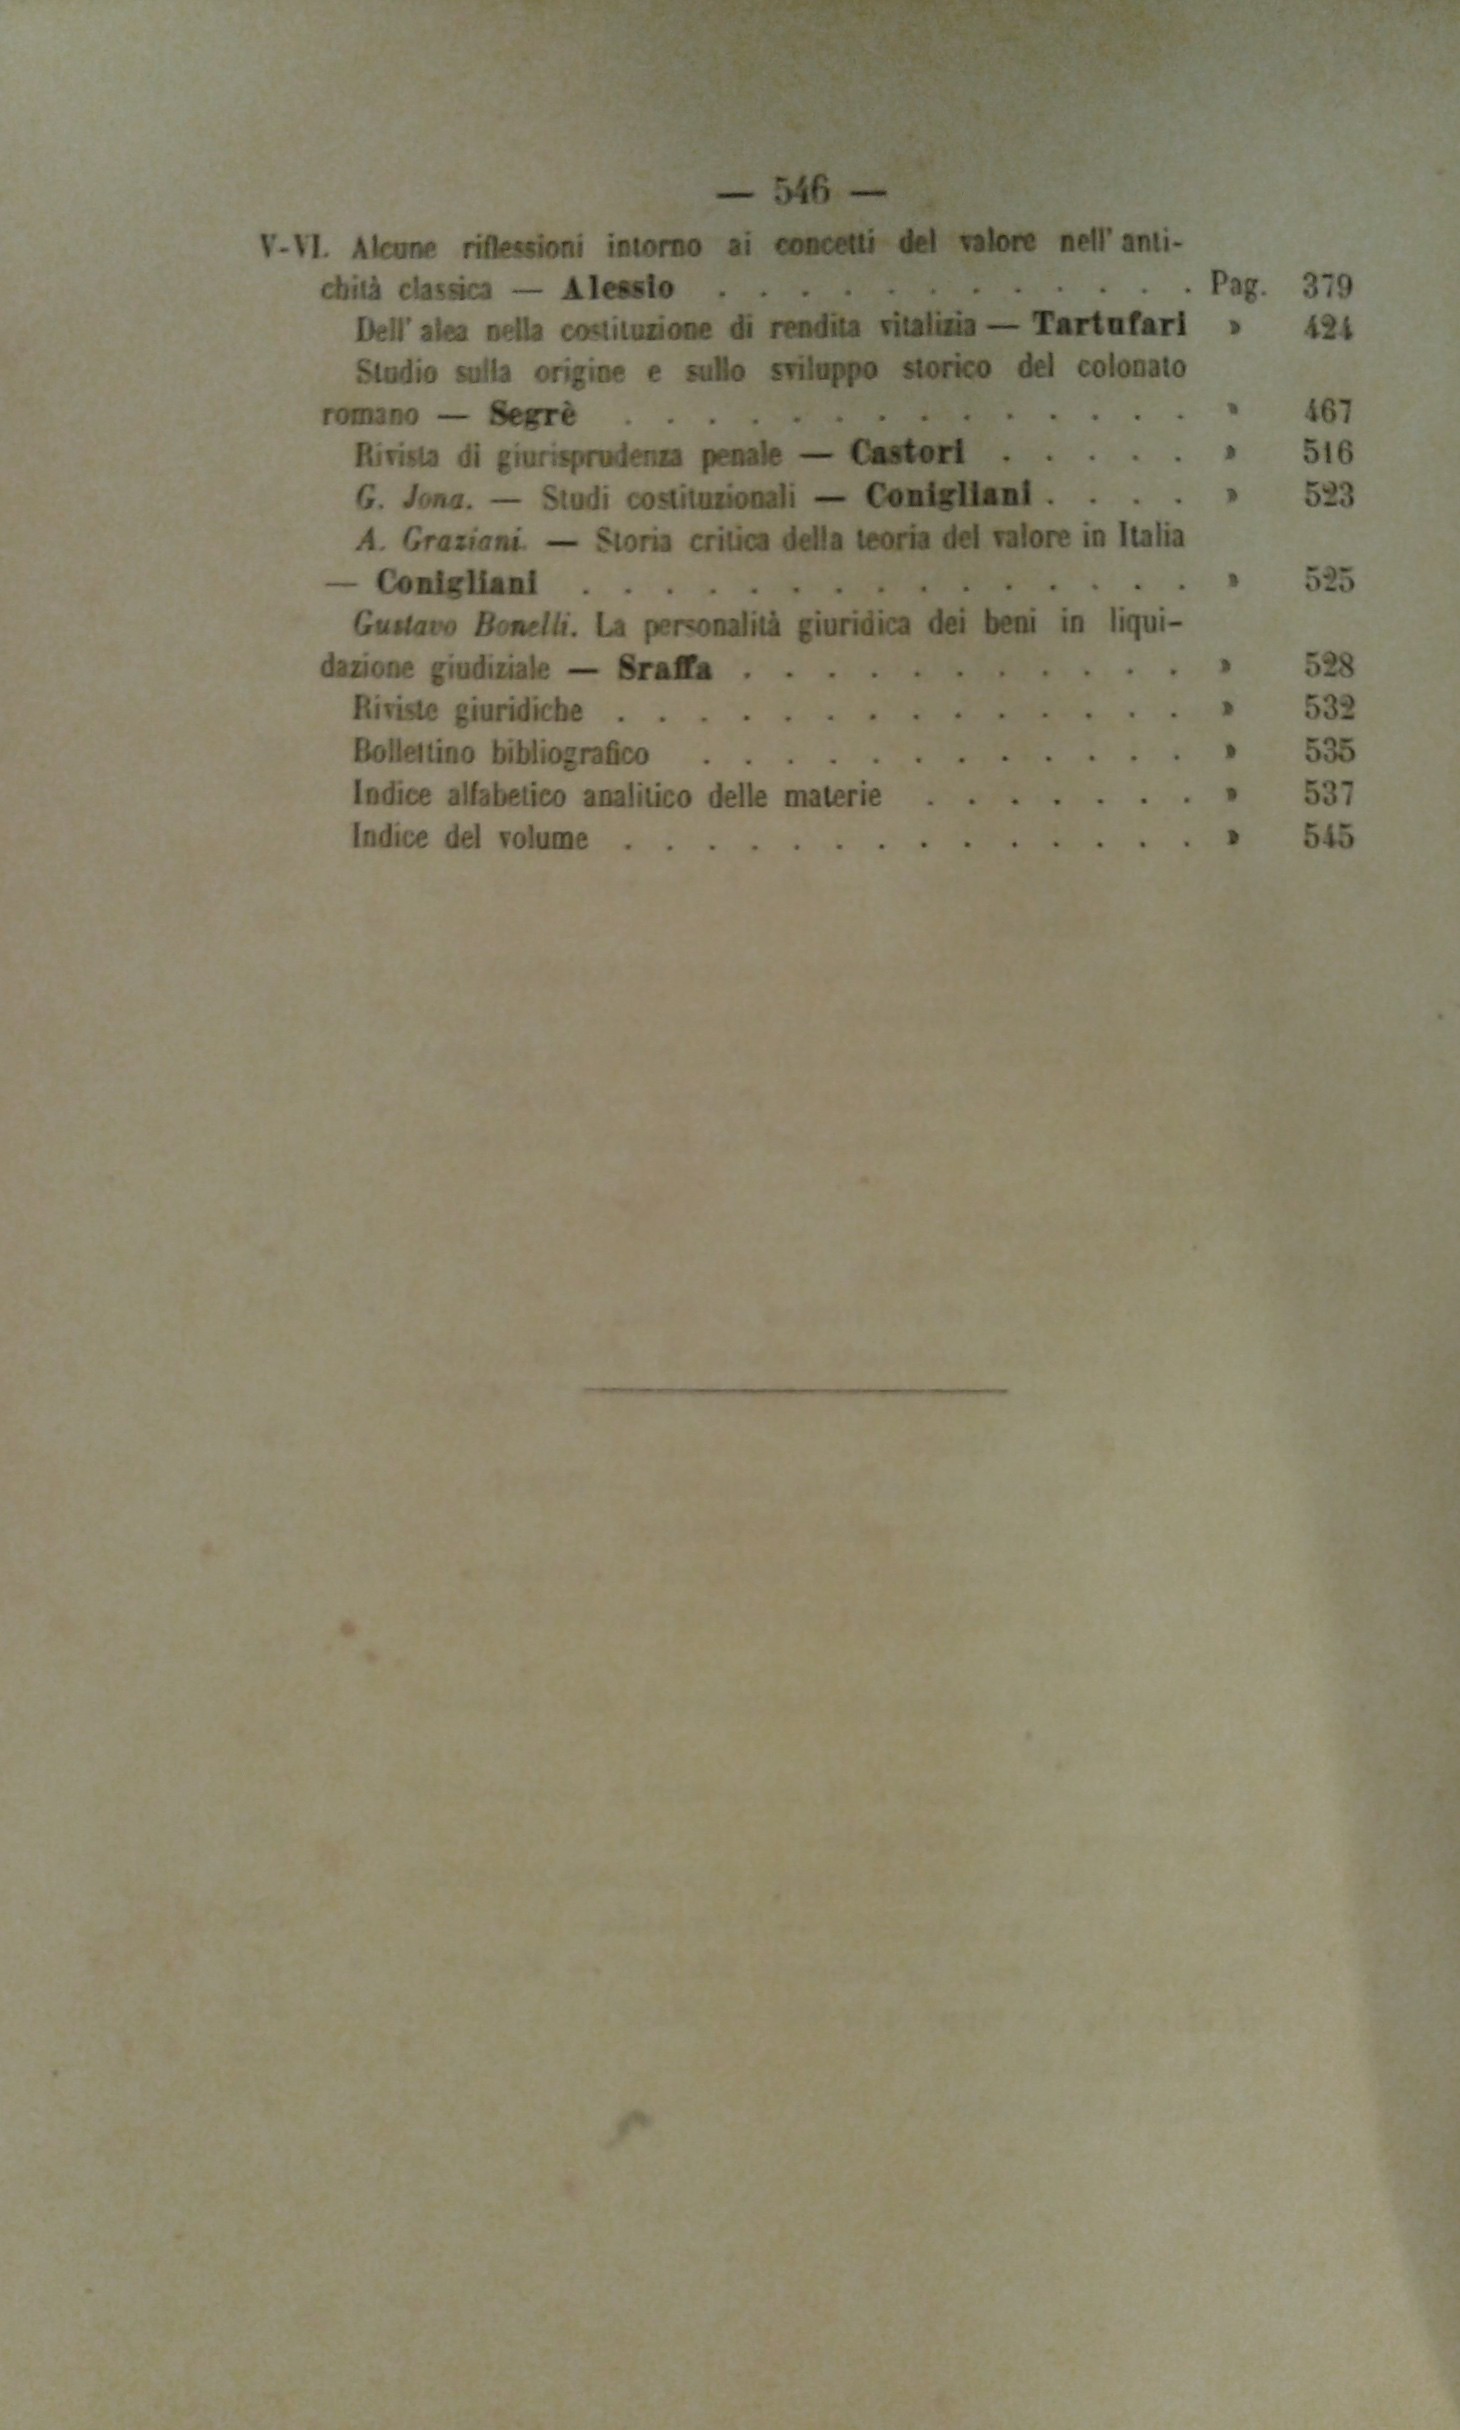 — 546 —
V-VI. Alcune riflessioni intorno ai concetti del valore nell' anti-
chità classica — Alessio . . . . . . . . . . . . Pag. 379
Dell' alea nella costituzione di rendita vitalizia — Tartufari » 424
Studio sulla origine e sullo sviluppo storico del colonato
romano — Segrè . . . . . . . . . . . . . . » 467
Rivista di giurisprudenza penale — Castori . . . . . » 516
G. Jona. — Studi costituzionali — Conigliani . . . . » 523
A. Graziani. — Storia critica della teoria del valore in Italia
— Conigliani . . . . . . . . . . . . . . . » 525
Gustavo Bonelli. La personalità giuridica dei beni in liqui-
dazione giudiziale — Sraffa . . . . . . . . . . . » 528
Riviste giuridiche . . . . . . . . . . . . . . » 532
Bollettino bibliografico . . . . . . . . . . . . » 535
Indice alfabetico analitico delle materie . . . . . . . » 537
Indice del volume . . . . . . . . . . . . . . » 545